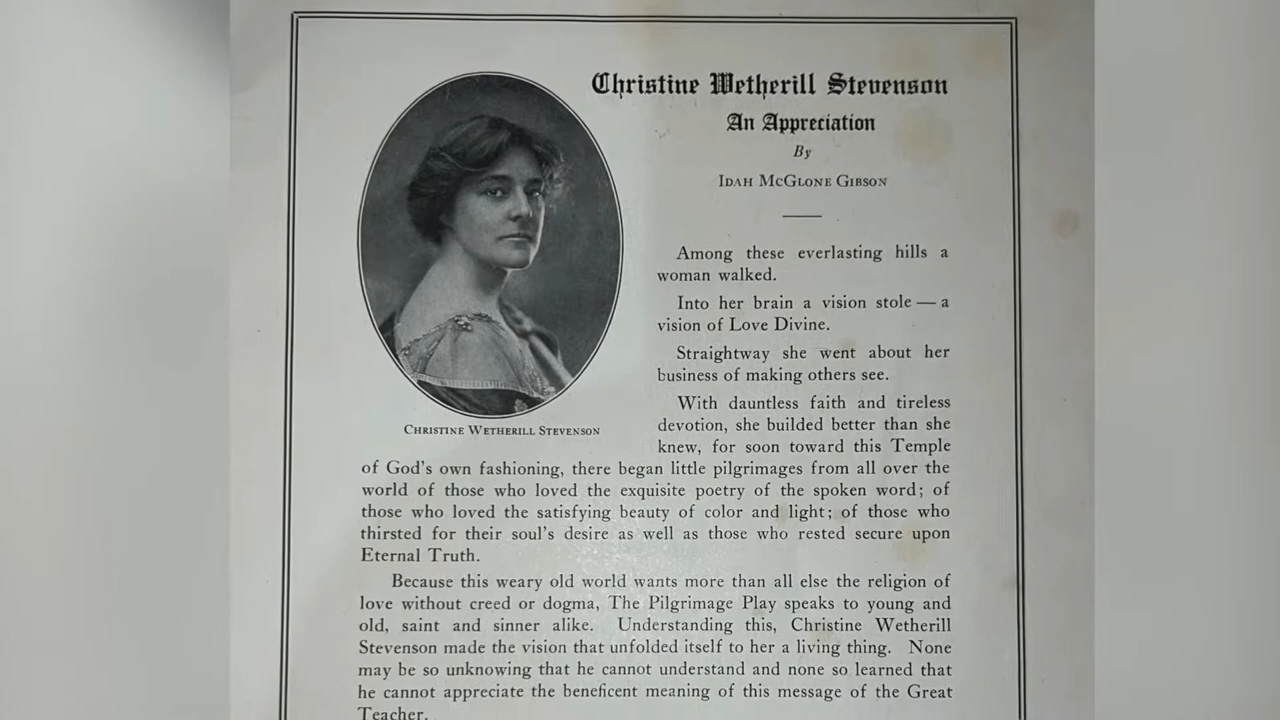 Christine Wetherill Stevenson
An Appreciation
By
IDAH MCGLONE GIBSON
Among these everlasting hills a
woman walked.
Into her brain a vision stole — a
vision of Love Divine.
Straightway she went about her
business of making others see.
With dauntless faith and tireless
devotion, she builded better than she
knew, for soon toward this Temple
CHRISTINE WETHERILL STEVENSON
of God's own fashioning, there began little pilgrimages from all over the
world of those who loved the exquisite poetry of the spoken word; of
those who loved the satisfying beauty of color and light; of those who
thirsted for their soul's desire as well as those who rested secure upon
Eternal Truth.
Because this weary old world wants more than all else the religion of
love without creed or dogma, The Pilgrimage Play speaks to young and
old, saint and sinner alike. Understanding this, Christine Wetherill
Stevenson made the vision that unfolded itself to her a living thing. None
may be so unknowing that he cannot understand and none so learned that
he cannot appreciate the beneficent meaning of this message of the Great
Teacher.